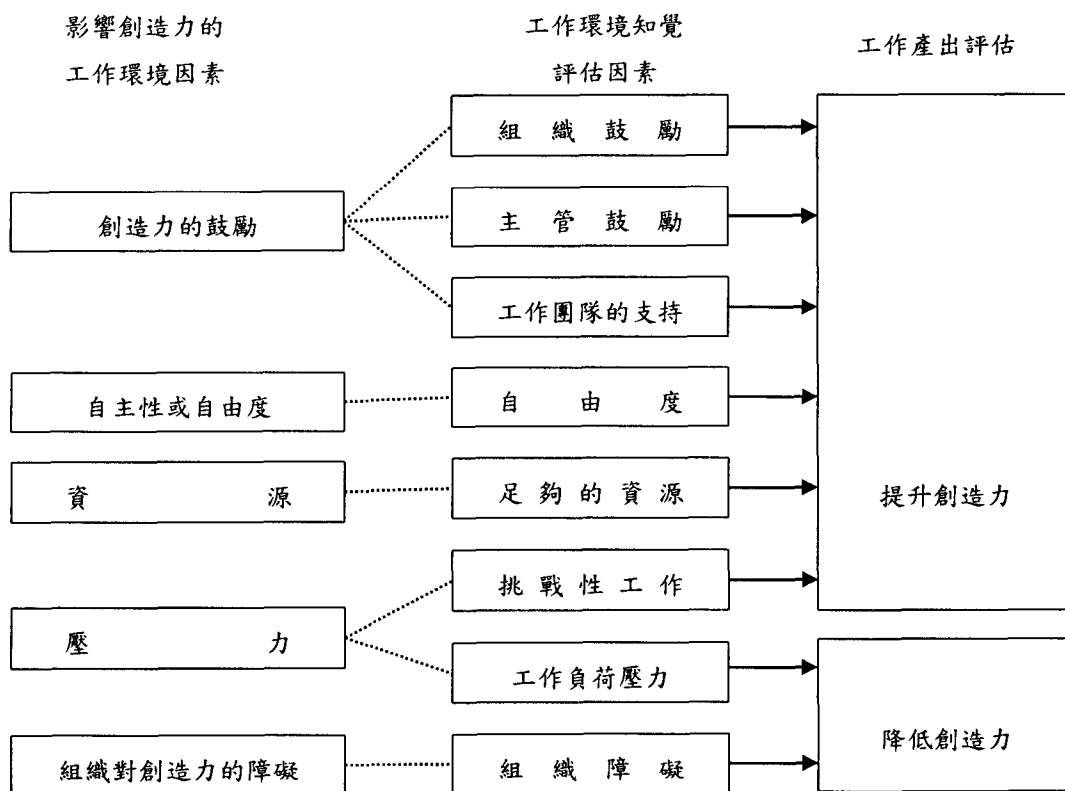 影響創造力的
工作環境因素
工作環境知覺
評估因素
工作產出評估
創造力的鼓勵
自主性或自由度
資源
壓力
組織對創造力的障礙
組織鼓勵
主管鼓勵
工作團隊的支持
自由度
足夠的資源
挑戰性工作
工作負荷壓力
組織障礙
提升創造力
降低創造力